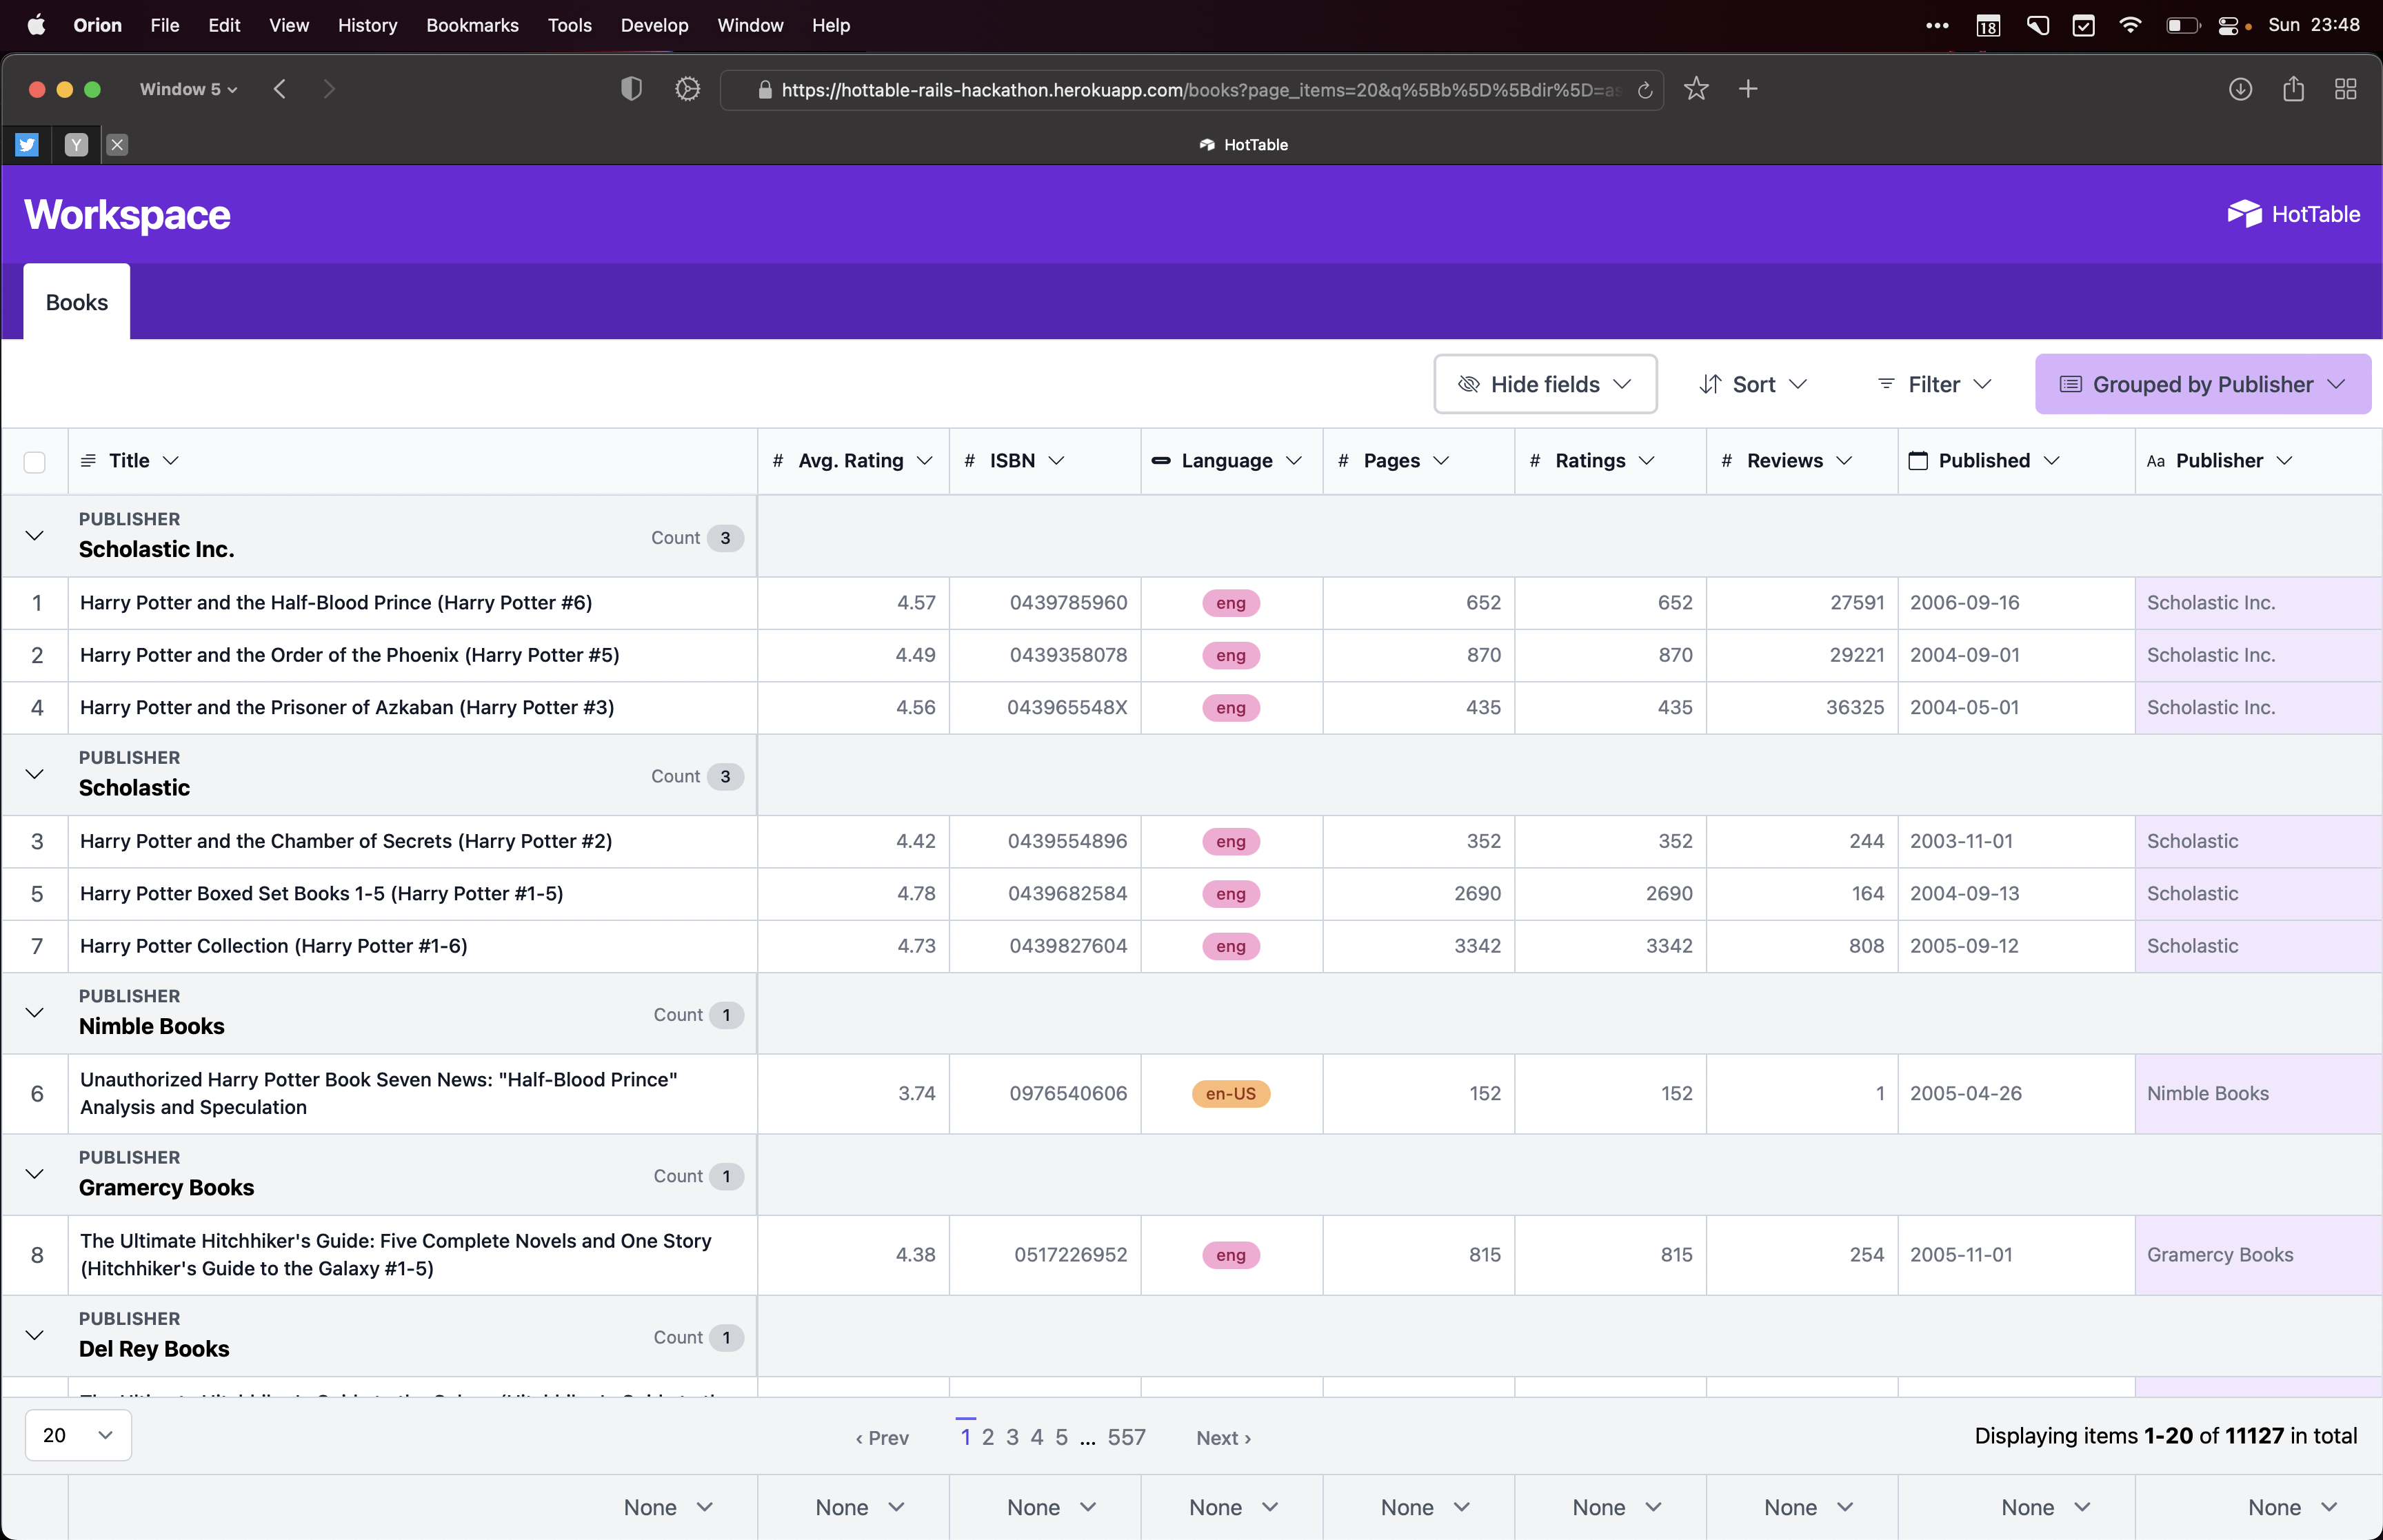 Orion File Edit View History Bookmarks Tools Develop Window Help
18 Sun 23:48
Window 5
https://hottable-rails-hackathon.herokuapp.com/books?page_items=20&q%5Bb%5D%5Bdir%5D=as
Y HotTable
Workspace
HotTable
Books
Hide fields Sort Filter Grouped by Publisher
Title # Avg. Rating # ISBN Language # Pages # Ratings # Reviews Published Aa Publisher
PUBLISHER
Scholastic Inc. Count 3
1 Harry Potter and the Half-Blood Prince (Harry Potter #6) 4.57 0439785960 eng 652 652 27591 2006-09-16 Scholastic Inc.
2 Harry Potter and the Order of the Phoenix (Harry Potter #5) 4.49 0439358078 eng 870 870 29221 2004-09-01 Scholastic Inc.
4 Harry Potter and the Prisoner of Azkaban (Harry Potter #3) 4.56 043965548X eng 435 435 36325 2004-05-01 Scholastic Inc.
PUBLISHER
Scholastic Count 3
3 Harry Potter and the Chamber of Secrets (Harry Potter #2) 4.42 0439554896 eng 352 352 244 2003-11-01 Scholastic
5 Harry Potter Boxed Set Books 1-5 (Harry Potter #1-5) 4.78 0439682584 eng 2690 2690 164 2004-09-13 Scholastic
7 Harry Potter Collection (Harry Potter #1-6) 4.73 0439827604 eng 3342 3342 808 2005-09-12 Scholastic
PUBLISHER
Nimble Books Count 1
6 Unauthorized Harry Potter Book Seven News: "Half-Blood Prince"
Analysis and Speculation 3.74 0976540606 en-US 152 152 1 2005-04-26 Nimble Books
PUBLISHER
Gramercy Books Count 1
8 The Ultimate Hitchhiker's Guide: Five Complete Novels and One Story
(Hitchhiker's Guide to the Galaxy #1-5) 4.38 0517226952 eng 815 815 254 2005-11-01 Gramercy Books
PUBLISHER
Del Rey Books Count 1
20 ‹ Prev 1 2 3 4 5 ... 557 Next › Displaying items 1-20 of 11127 in total
None None None None None None None None None